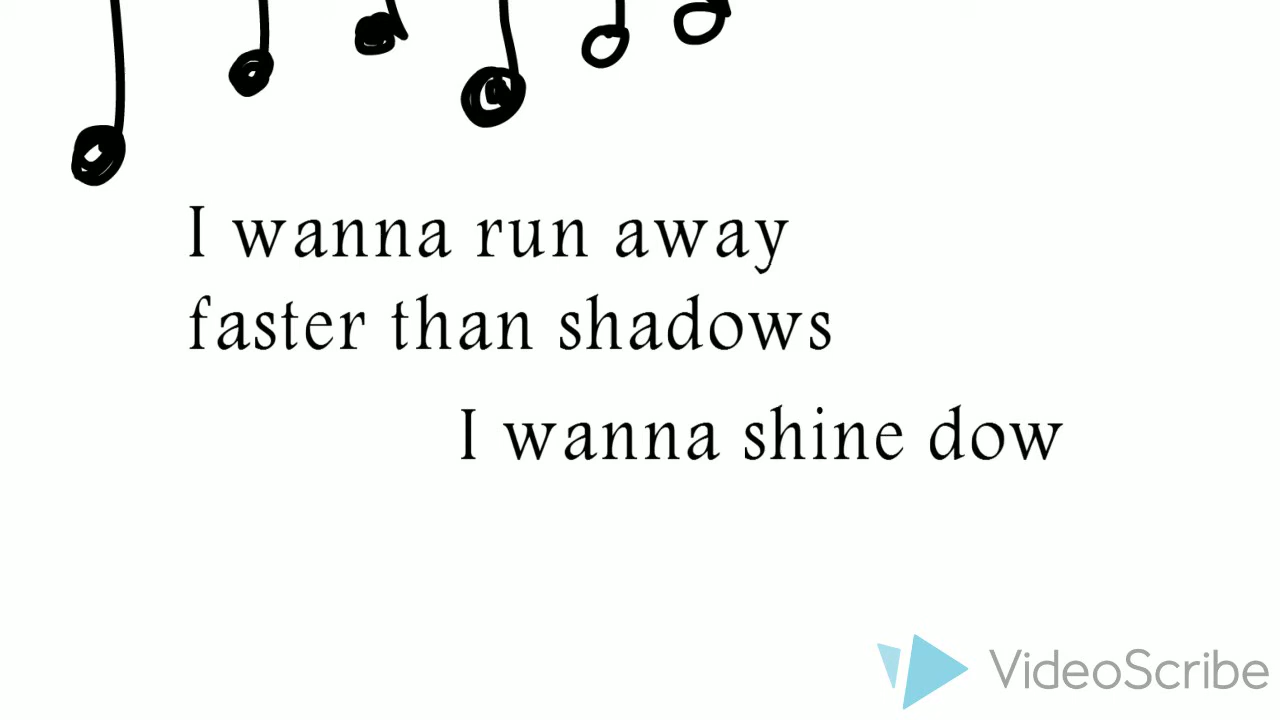 I wanna run away
faster than shadows
I wanna shine dow
VideoScribe